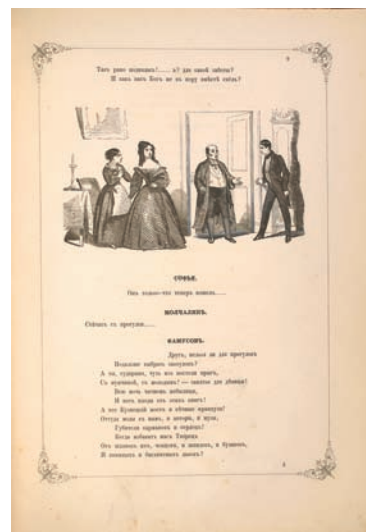 9
Такъ рано поднялась!..... а? для какой заботы?
И какъ васъ Богъ не въ пору вмѣстѣ свелъ?
СОФЬЯ.
Онъ только-что теперь вошелъ.....
МОЛЧАЛИНЪ.
Сейчасъ съ прогулки.....
ФАМУСОВЪ.
Другъ, нельзя ли для прогулокъ
Подальше выбрать закоулокъ?
А ты, сударыня, чуть изъ постели прыгъ,
Съ мужчиной, съ молодымъ! — занятье для дѣвицы!
Всю ночь читаетъ небылицы,
И вотъ плоды отъ этихъ книгъ!
А все Кузнецкій мостъ и вѣчные французы!
Оттуда моды къ намъ, и авторы, и музы,
Губители кармановъ и сердецъ!
Когда избавитъ насъ Творецъ
Отъ шляпокъ ихъ, чепцовъ, и шпилекъ, и булавокъ,
И книжныхъ и бисквитныхъ лавокъ?